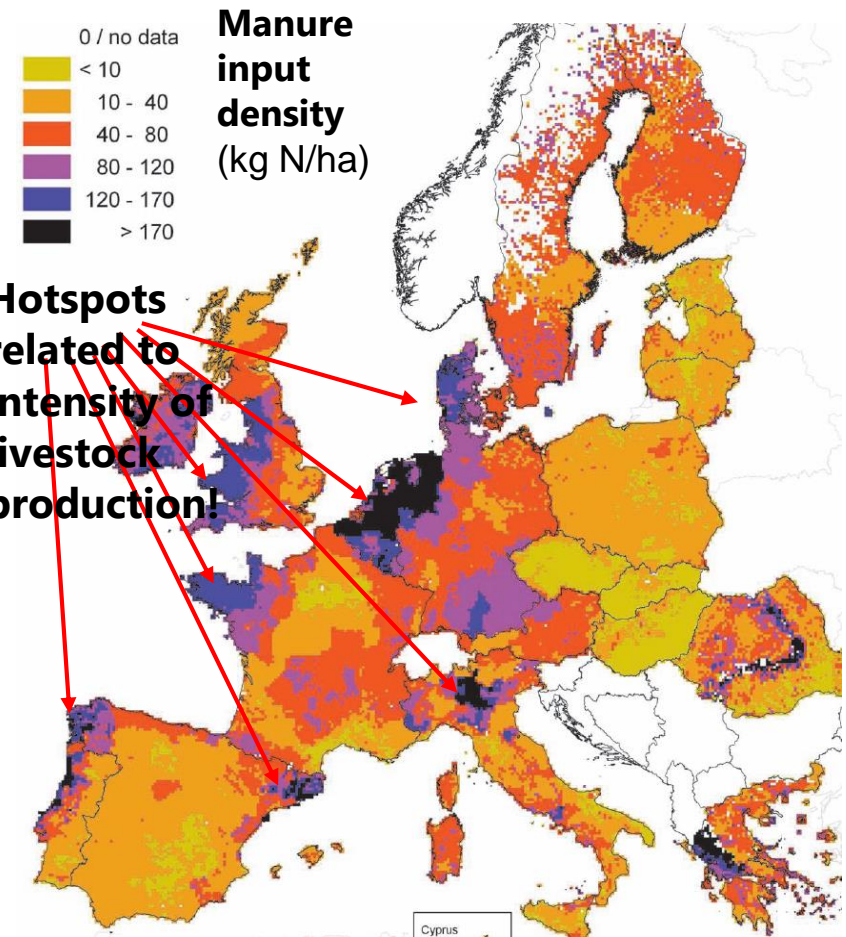 0 / no data
< 10
10 - 40
40 - 80
80 - 120
120 - 170
> 170
Manure
input
density
(kg N/ha)
Hotspots
related to
intensity of
livestock
production!
Cyprus